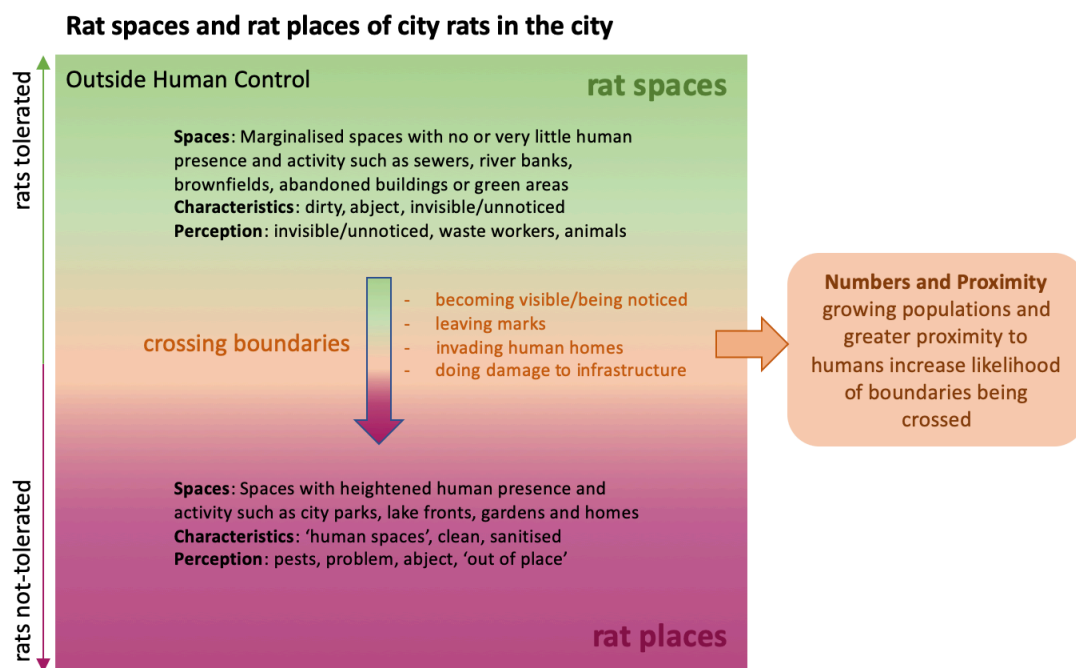 Rat spaces and rat places of city rats in the city
rats tolerated
Outside Human Control
rat spaces
Spaces: Marginalised spaces with no or very little human
presence and activity such as sewers, river banks,
brownfields, abandoned buildings or green areas
Characteristics: dirty, abject, invisible/unnoticed
Perception: invisible/unnoticed, waste workers, animals
crossing boundaries
- becoming visible/being noticed
- leaving marks
- invading human homes
- doing damage to infrastructure
Numbers and Proximity
growing populations and
greater proximity to
humans increase likelihood
of boundaries being
crossed
rats not-tolerated
Spaces: Spaces with heightened human presence and
activity such as city parks, lake fronts, gardens and homes
Characteristics: ‘human spaces’, clean, sanitised
Perception: pests, problem, abject, ‘out of place’
rat places